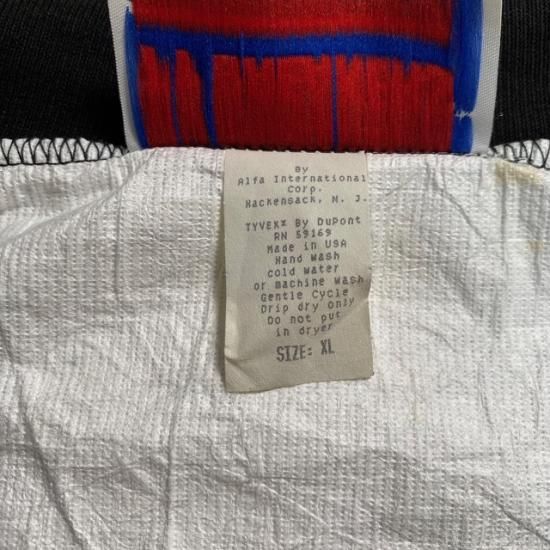 By
Alfa International
Corp.
Hackensack, N. J.
TYVEK* By DuPont
RN 59169
Made in USA
Hand Wash
cold water
or machine Wash
Gentle Cycle
Drip dry only
Do not put
in dryer
SIZE: XL